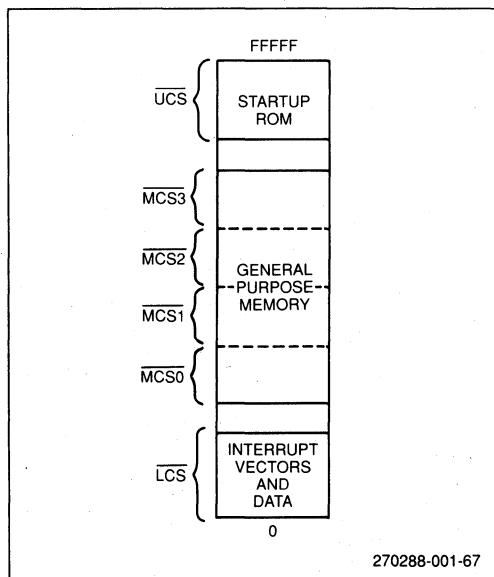 FFFFF
UCS
STARTUP
ROM
MCS3
MCS2
GENERAL
PURPOSE
MCS1
MEMORY
MCS0
LCS
INTERRUPT
VECTORS
AND
DATA
0
270288-001-67